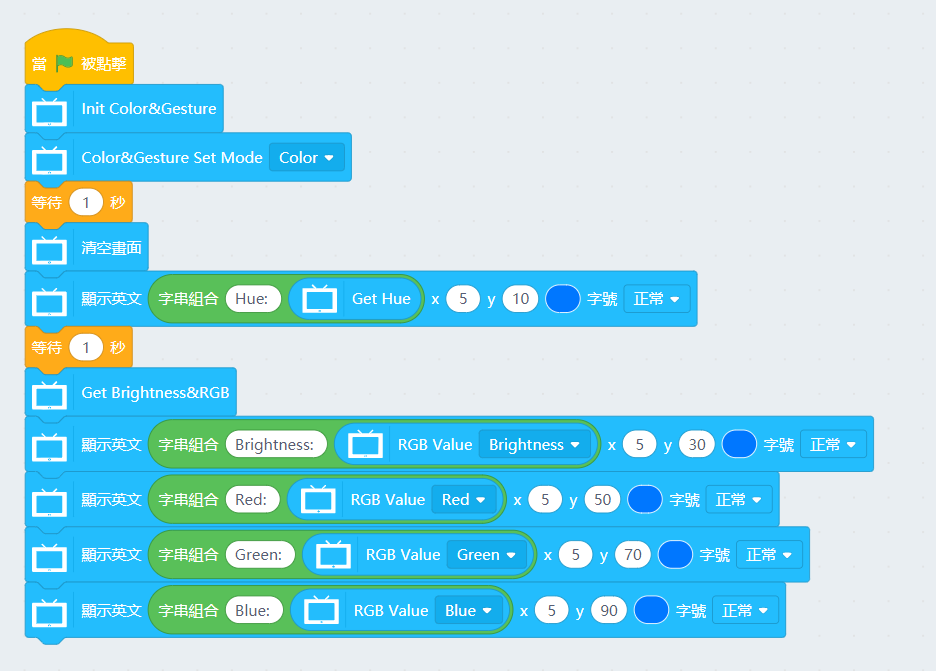 當 被點擊
Init Color&Gesture
Color&Gesture Set Mode Color
等待 1 秒
清空畫面
顯示英文 字串組合 Hue: Get Hue x 5 y 10 字號 正常
等待 1 秒
Get Brightness&RGB
顯示英文 字串組合 Brightness: RGB Value Brightness x 5 y 30 字號 正常
顯示英文 字串組合 Red: RGB Value Red x 5 y 50 字號 正常
顯示英文 字串組合 Green: RGB Value Green x 5 y 70 字號 正常
顯示英文 字串組合 Blue: RGB Value Blue x 5 y 90 字號 正常